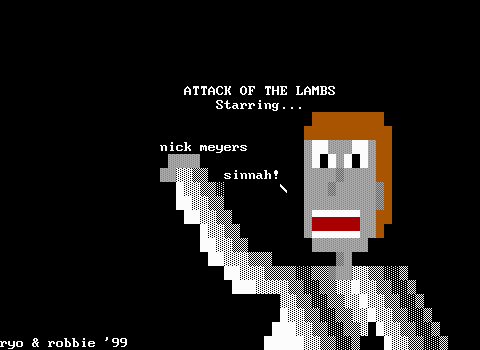 ATTACK OF THE LAMBS
Starring...
nick meyers
sinnah!
ryo & robbie '99